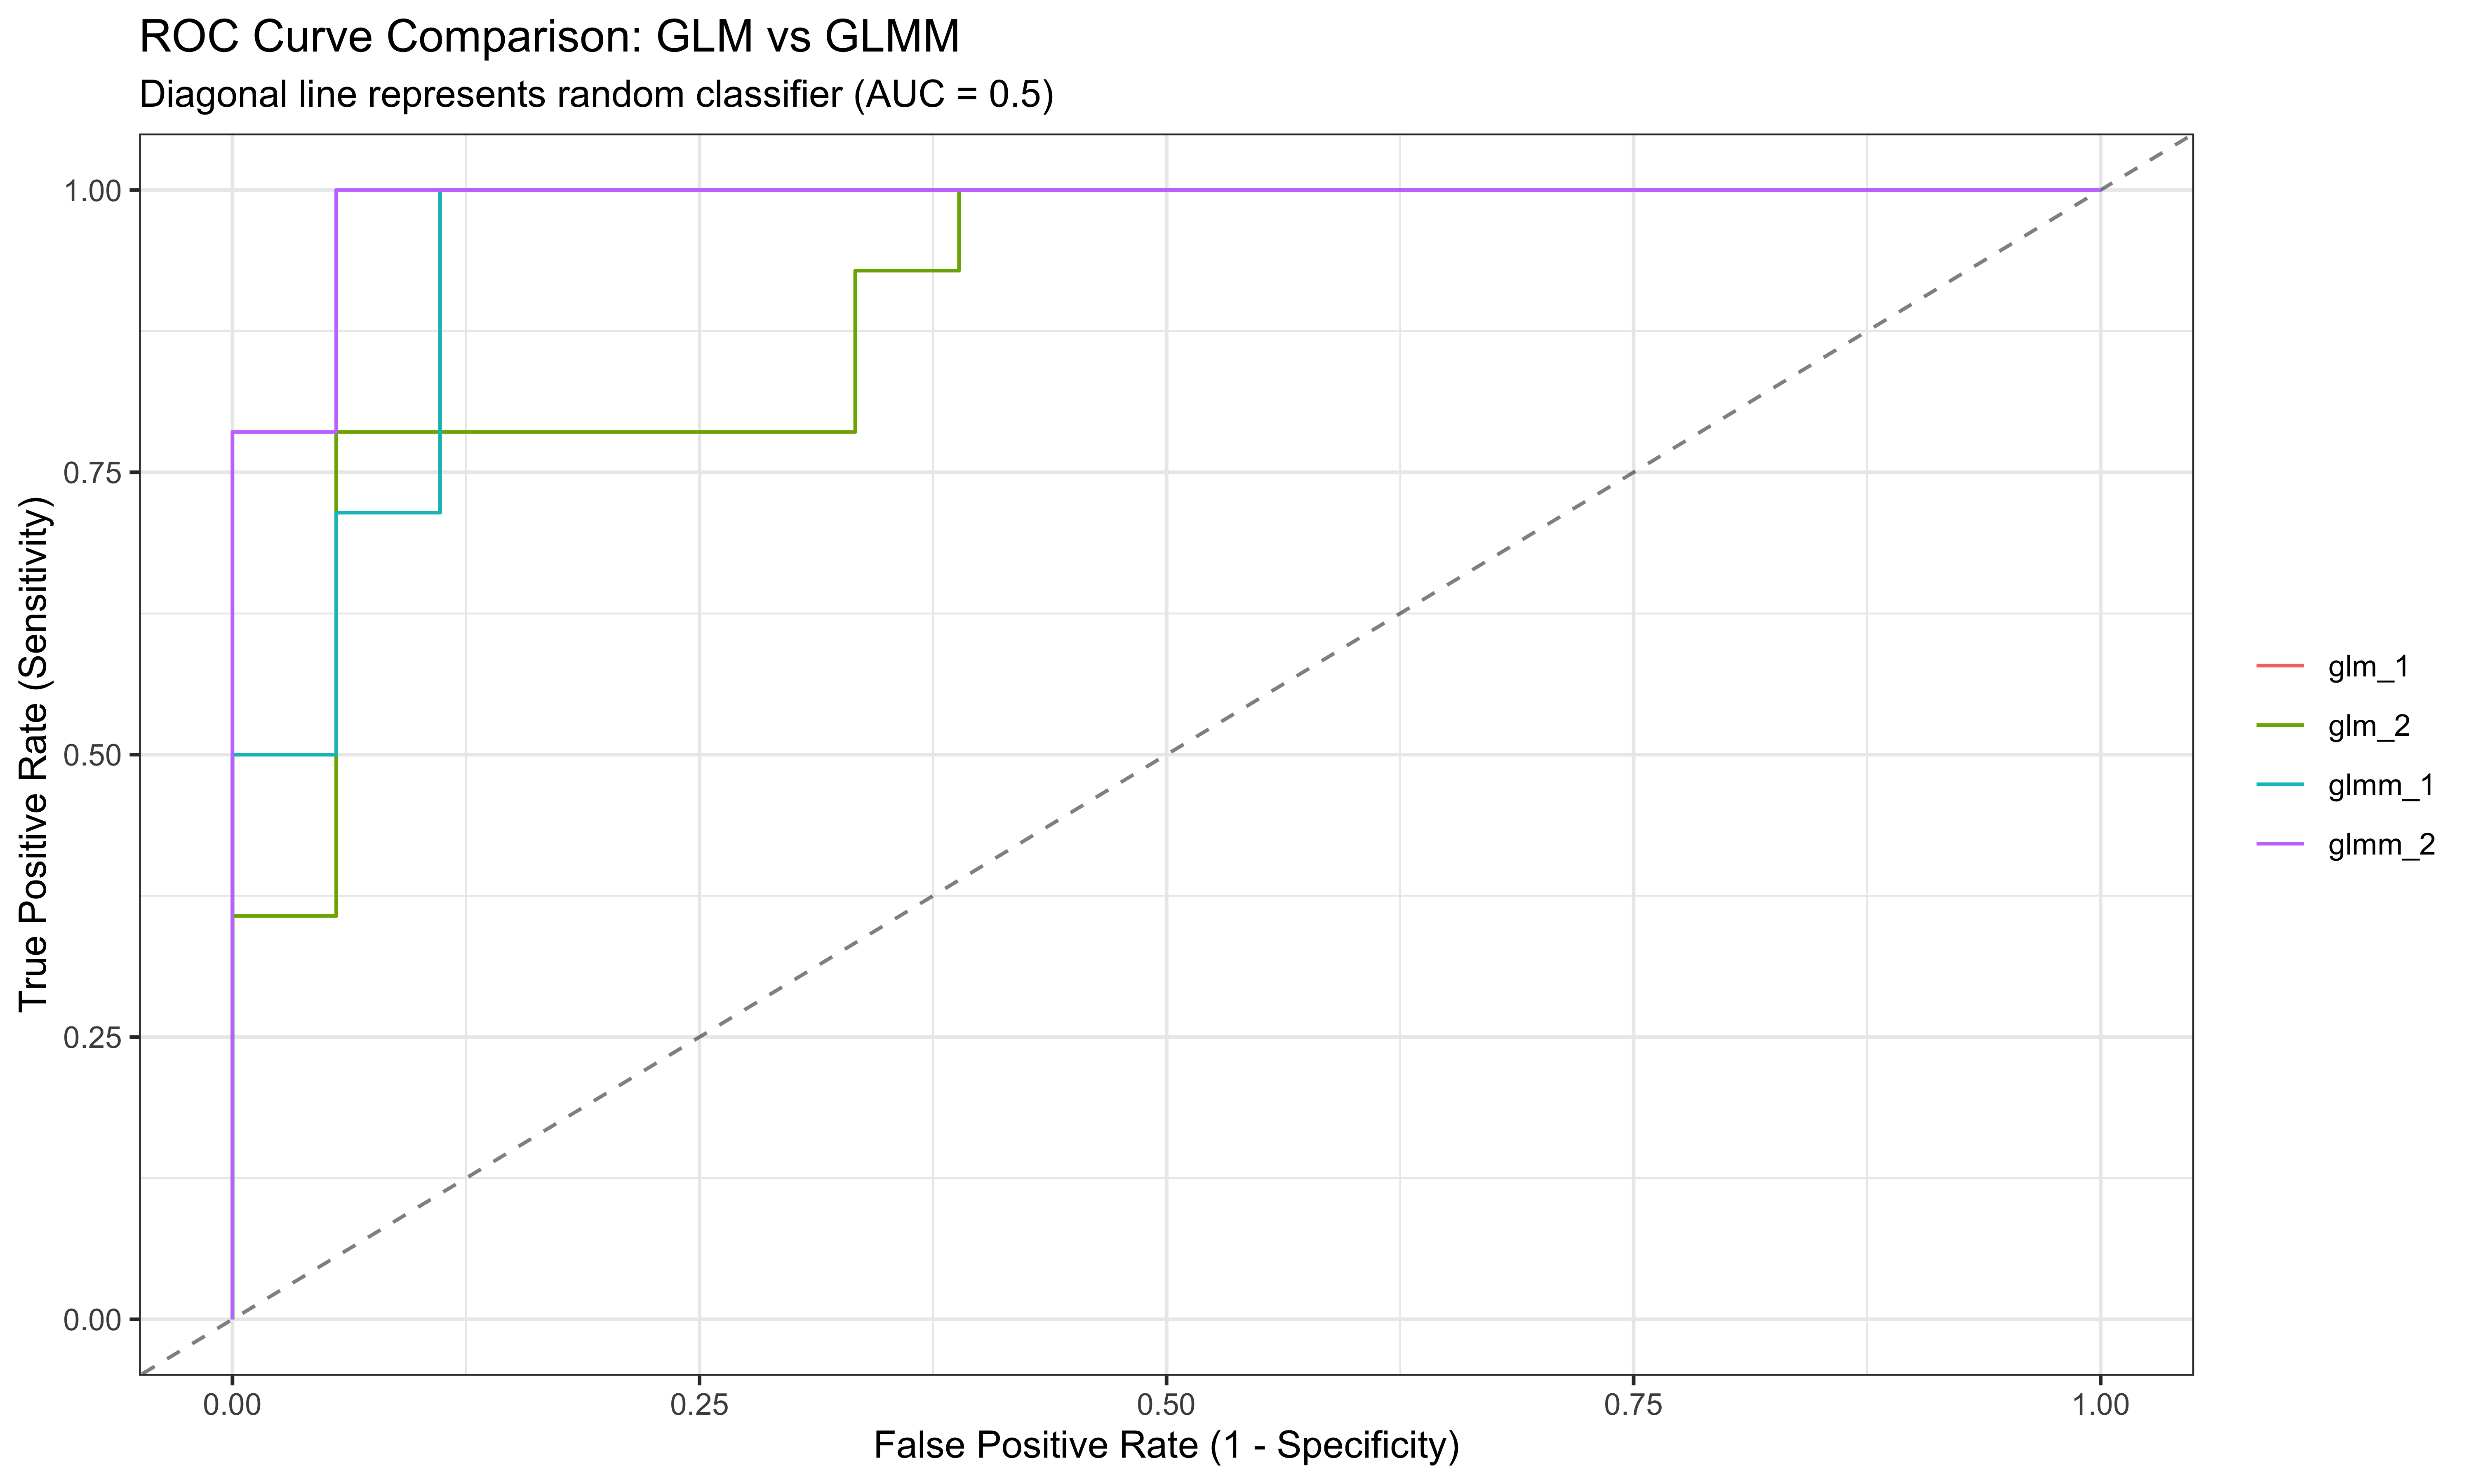 ROC Curve Comparison: GLM vs GLMM
Diagonal line represents random classifier (AUC = 0.5)
True Positive Rate (Sensitivity)
1.00
0.75
0.50
0.25
0.00
0.00
0.25
0.50
0.75
1.00
False Positive Rate (1 - Specificity)
glm_1
glm_2
glmm_1
glmm_2